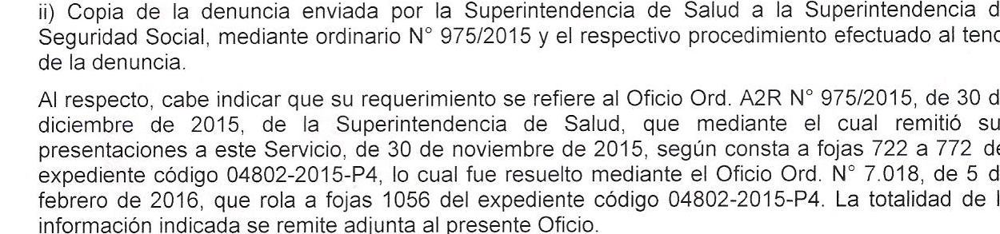 ii) Copia de la denuncia enviada por la Superintendencia de Salud a la Superintendencia d
Seguridad Social, mediante ordinario N° 975/2015 y el respectivo procedimiento efectuado al teno
de la denuncia.
Al respecto, cabe indicar que su requerimiento se refiere al Oficio Ord. A2R N° 975/2015, de 30 d
diciembre de 2015, de la Superintendencia de Salud, que mediante el cual remitió su
presentaciones a este Servicio, de 30 de noviembre de 2015, según consta a fojas 722 a 772 de
expediente código 04802-2015-P4, lo cual fue resuelto mediante el Oficio Ord. N° 7.018, de 5 d
febrero de 2016, que rola a fojas 1056 del expediente código 04802-2015-P4. La totalidad de l
información indicada se remite adjunta al presente Oficio.